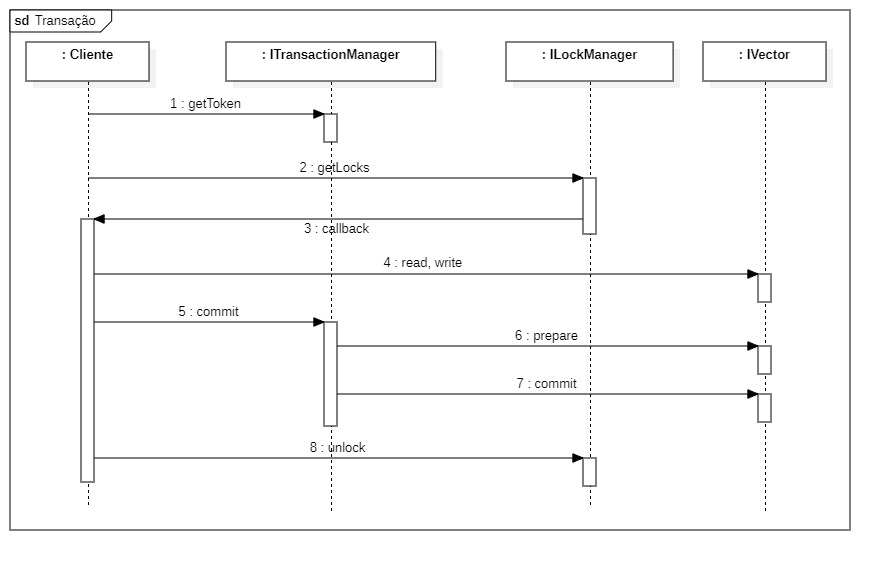 sd Transação
: Cliente
: ITransactionManager
: ILockManager
: IVector
1 : getToken
2 : getLocks
3 : callback
4 : read, write
5 : commit
6 : prepare
7 : commit
8 : unlock